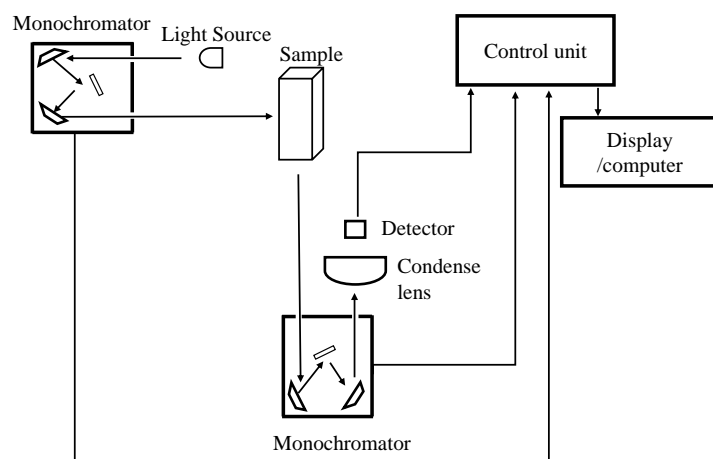 Monochromator
Light Source
Sample
Control unit
Display
/computer
Detector
Condense
lens
Monochromator